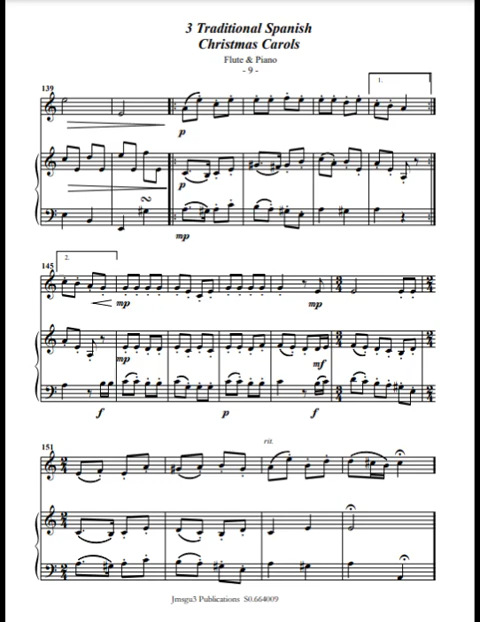 3 Traditional Spanish
Christmas Carols
Flute & Piano
- 9 -
139
1.
p
p
mp
145
2.
mp
mp
mp
mf
f
p
f
151
rit.
Jmsgu3 Publications S0.664009